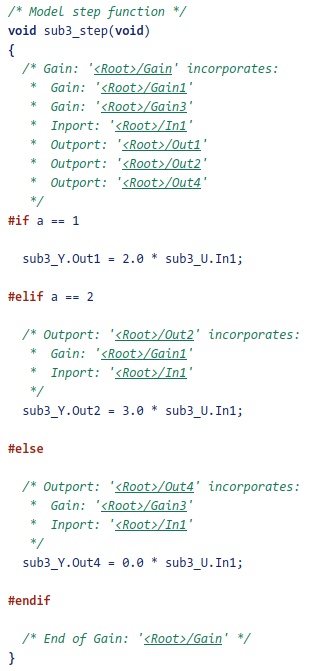 /* Model step function */
void sub3_step(void)
{
  /* Gain: '<Root>/Gain' incorporates:
   *  Gain: '<Root>/Gain1'
   *  Gain: '<Root>/Gain3'
   *  Inport: '<Root>/In1'
   *  Outport: '<Root>/Out1'
   *  Outport: '<Root>/Out2'
   *  Outport: '<Root>/Out4'
   */
#if a == 1

  sub3_Y.Out1 = 2.0 * sub3_U.In1;

#elif a == 2

  /* Outport: '<Root>/Out2' incorporates:
   *  Gain: '<Root>/Gain1'
   *  Inport: '<Root>/In1'
   */
  sub3_Y.Out2 = 3.0 * sub3_U.In1;

#else

  /* Outport: '<Root>/Out4' incorporates:
   *  Gain: '<Root>/Gain3'
   *  Inport: '<Root>/In1'
   */
  sub3_Y.Out4 = 0.0 * sub3_U.In1;

#endif

  /* End of Gain: '<Root>/Gain' */
}